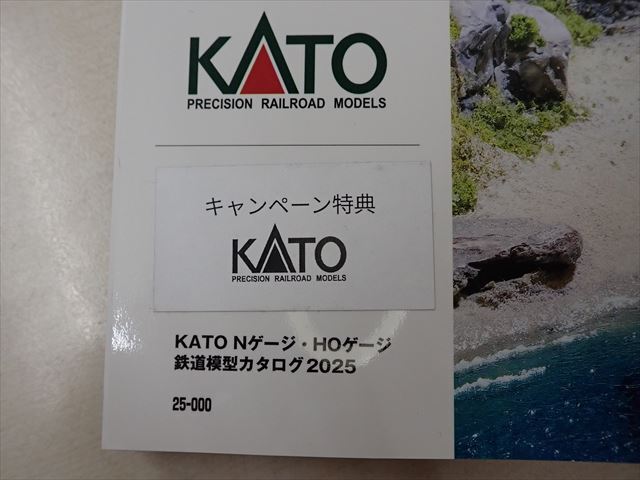 KATO
PRECISION RAILROAD MODELS
キャンペーン特典
KATO
PRECISION RAILROAD MODELS
KATO Nゲージ・HOゲージ
鉄道模型カタログ2025
25-000